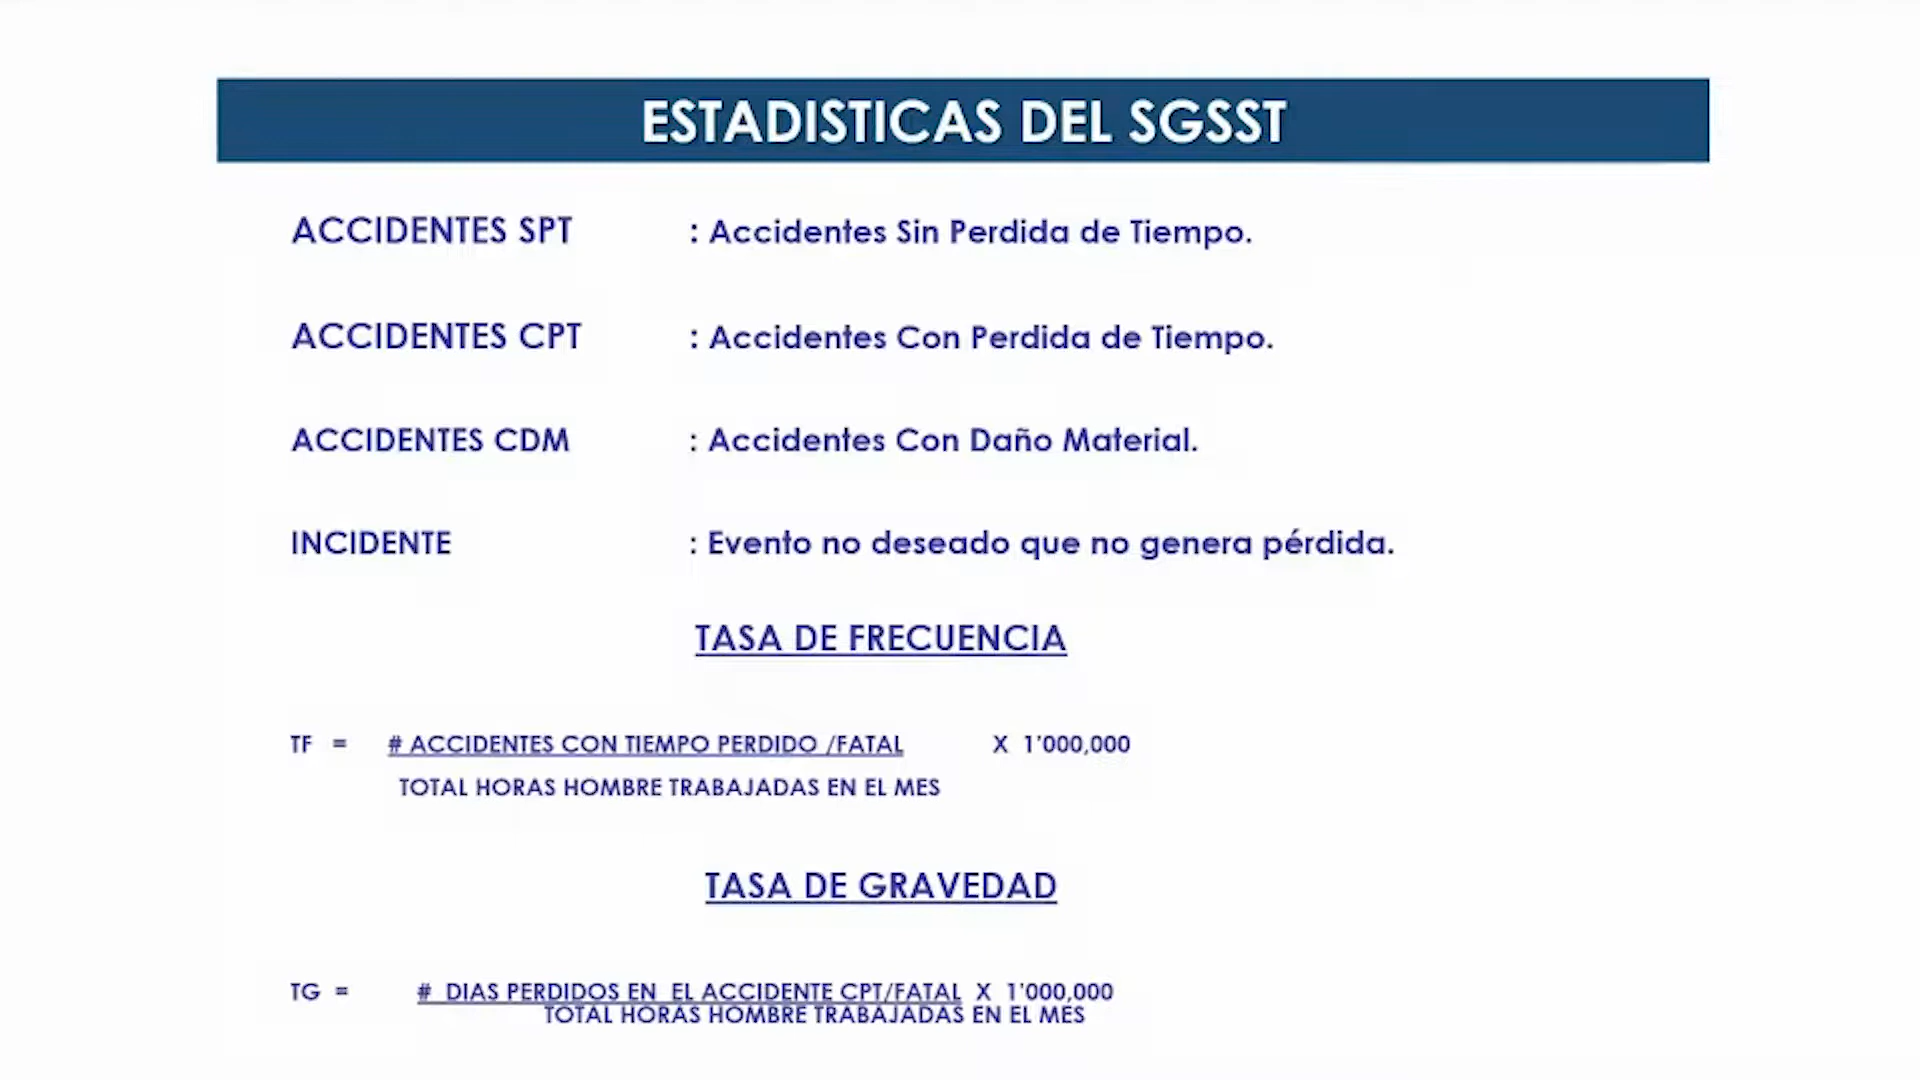 ESTADISTICAS DEL SGSST
ACCIDENTES SPT : Accidentes Sin Perdida de Tiempo.
ACCIDENTES CPT : Accidentes Con Perdida de Tiempo.
ACCIDENTES CDM : Accidentes Con Daño Material.
INCIDENTE : Evento no deseado que no genera pérdida.
TASA DE FRECUENCIA
TF = # ACCIDENTES CON TIEMPO PERDIDO /FATAL X 1'000,000
TOTAL HORAS HOMBRE TRABAJADAS EN EL MES
TASA DE GRAVEDAD
TG = # DIAS PERDIDOS EN EL ACCIDENTE CPT/FATAL X 1'000,000
TOTAL HORAS HOMBRE TRABAJADAS EN EL MES